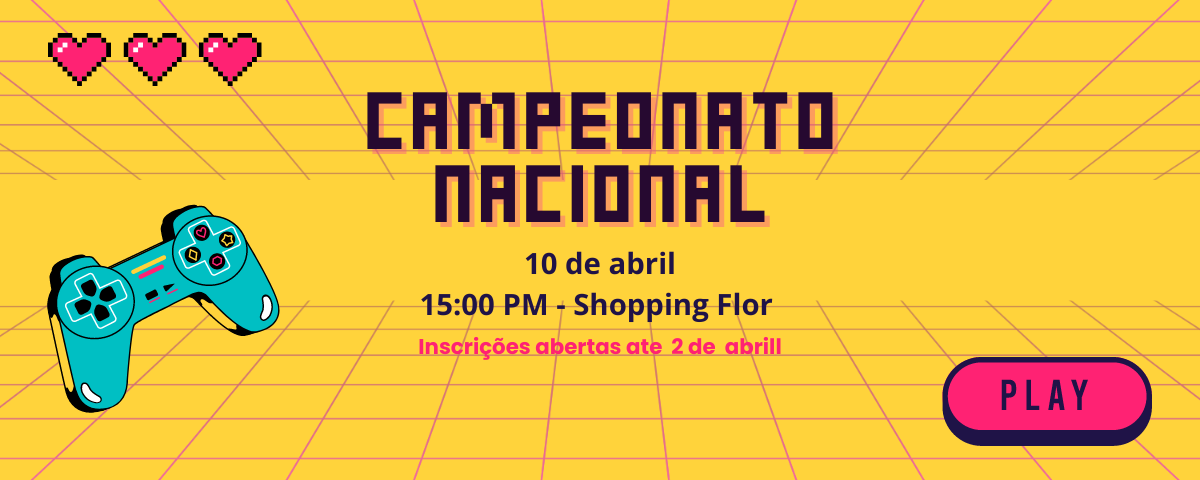 CAMPEONATO
NACIONAL
10 de abril
15:00 PM - Shopping Flor
Inscrições abertas ate 2 de abrill
PLAY